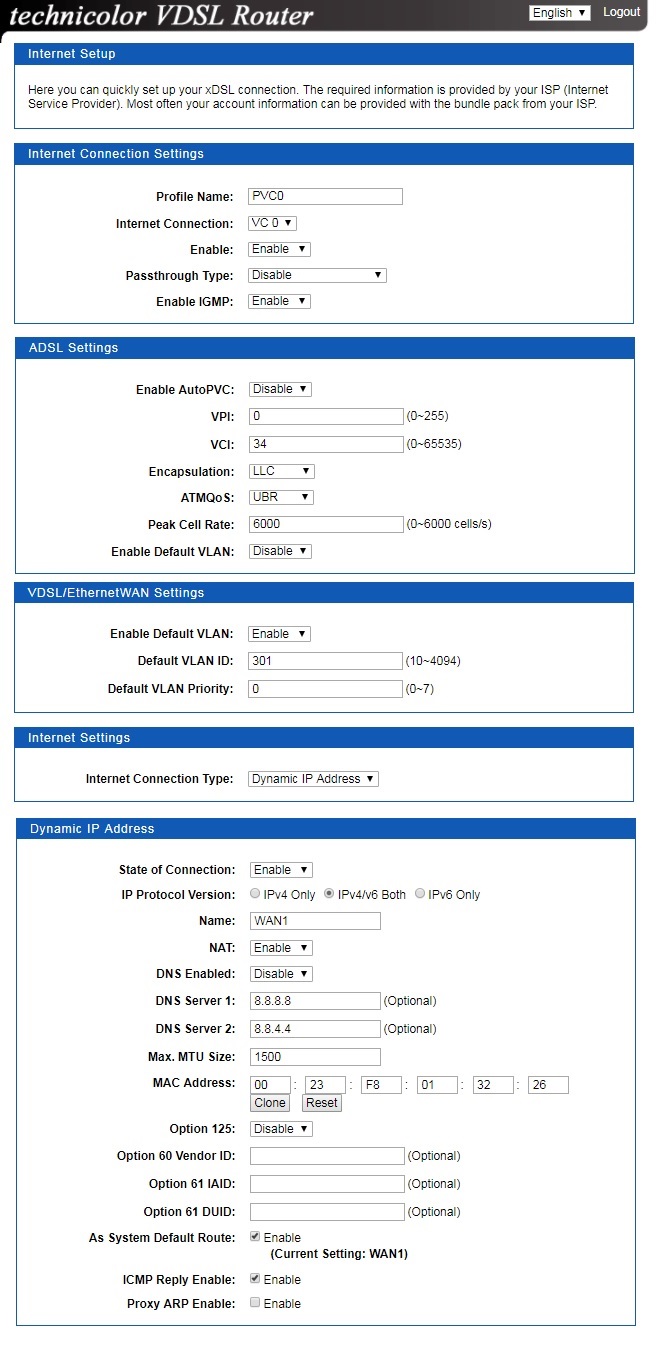 technicolor VDSL Router
English Logout
Internet Setup
Here you can quickly set up your xDSL connection. The required information is provided by your ISP (Internet
Service Provider). Most often your account information can be provided with the bundle pack from your ISP.
Internet Connection Settings
Profile Name: PVC0
Internet Connection: VC 0
Enable: Enable
Passthrough Type: Disable
Enable IGMP: Enable
ADSL Settings
Enable AutoPVC: Disable
VPI: 0 (0~255)
VCI: 34 (0~65535)
Encapsulation: LLC
ATMQoS: UBR
Peak Cell Rate: 6000 (0~6000 cells/s)
Enable Default VLAN: Disable
VDSL/EthernetWAN Settings
Enable Default VLAN: Enable
Default VLAN ID: 301 (10~4094)
Default VLAN Priority: 0 (0~7)
Internet Settings
Internet Connection Type: Dynamic IP Address
Dynamic IP Address
State of Connection: Enable
IP Protocol Version: IPv4 Only IPv4/v6 Both IPv6 Only
Name: WAN1
NAT: Enable
DNS Enabled: Disable
DNS Server 1: 8.8.8.8 (Optional)
DNS Server 2: 8.8.4.4 (Optional)
Max. MTU Size: 1500
MAC Address: 00 : 23 : F8 : 01 : 32 : 26
Clone Reset
Option 125: Disable
Option 60 Vendor ID: (Optional)
Option 61 IAID: (Optional)
Option 61 DUID: (Optional)
As System Default Route: Enable
(Current Setting: WAN1)
ICMP Reply Enable: Enable
Proxy ARP Enable: Enable